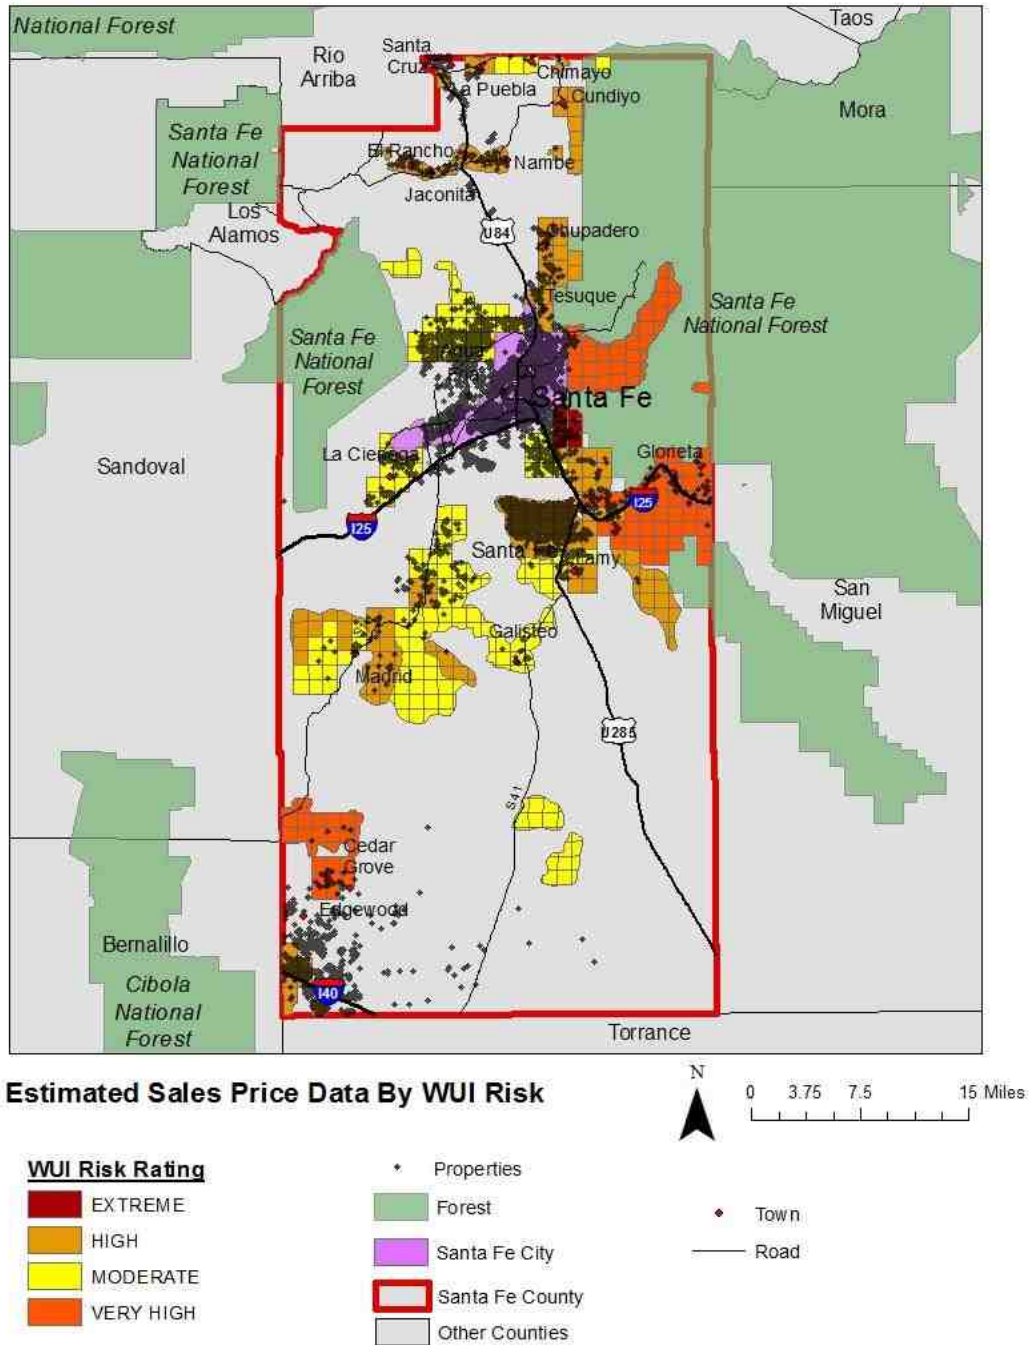 National Forest
Taos
Rio
Arriba
Santa
Cruz
Chimayo
La Puebla
Cundiyo
Mora
Santa Fe
National
Forest
El Rancho
Nambe
Jaconita
Los
Alamos
U84
Chupadero
Tesuque
Santa Fe
National Forest
Santa Fe
National
Forest
Agua
Fria
Santa Fe
Sandoval
La Cienega
Glorieta
I25
I25
Santa Fe
Lamy
San
Miguel
Galisteo
Madrid
U285
S41
Cedar
Grove
Edgewood
Bernalillo
Cibola
National
Forest
I40
Torrance
Estimated Sales Price Data By WUI Risk
N
0 3.75 7.5 15 Miles
WUI Risk Rating
EXTREME
HIGH
MODERATE
VERY HIGH
Properties
Forest
Santa Fe City
Santa Fe County
Other Counties
Town
Road